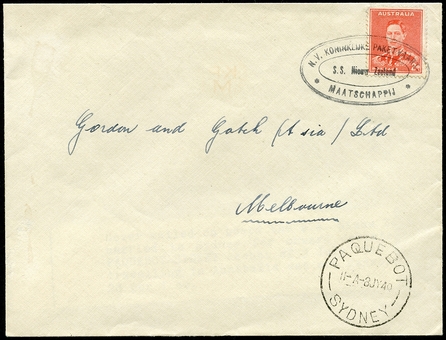 AUSTRALIA
N.V. KONINKLIJKE PAKETVAART
S.S. Nieuw Zeeland
MAATSCHAPPIJ
Gordon and Gotch (A'sia) Ltd
Melbourne
PAQUEBOT
SYDNEY